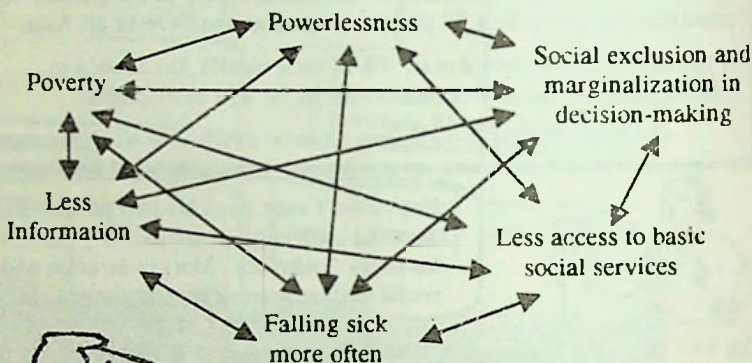 Powerlessness
Poverty
Social exclusion and
marginalization in
decision-making
Less
Information
Less access to basic
social services
Falling sick
more often